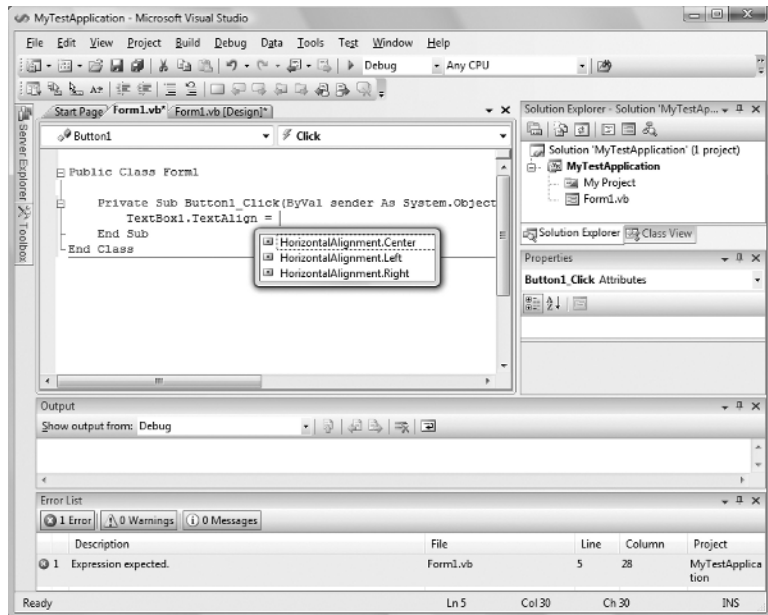 MyTestApplication - Microsoft Visual Studio
File Edit View Project Build Debug Data Tools Test Window Help
Debug Any CPU
Start Page Form1.vb* Form1.vb [Design]*
Button1 Click
Public Class Form1
Private Sub Button1_Click(ByVal sender As System.Object
TextBox1.TextAlign =
End Sub
End Class
HorizontalAlignment.Center
HorizontalAlignment.Left
HorizontalAlignment.Right
Server Explorer
Toolbox
Solution Explorer - Solution 'MyTestAp...
Solution 'MyTestApplication' (1 project)
MyTestApplication
My Project
Form1.vb
Solution Explorer Class View
Properties
Button1_Click Attributes
Output
Show output from: Debug
Error List
1 Error 0 Warnings 0 Messages
Description File Line Column Project
1 Expression expected. Form1.vb 5 28 MyTestApplica
tion
Ready Ln 5 Col 30 Ch 30 INS